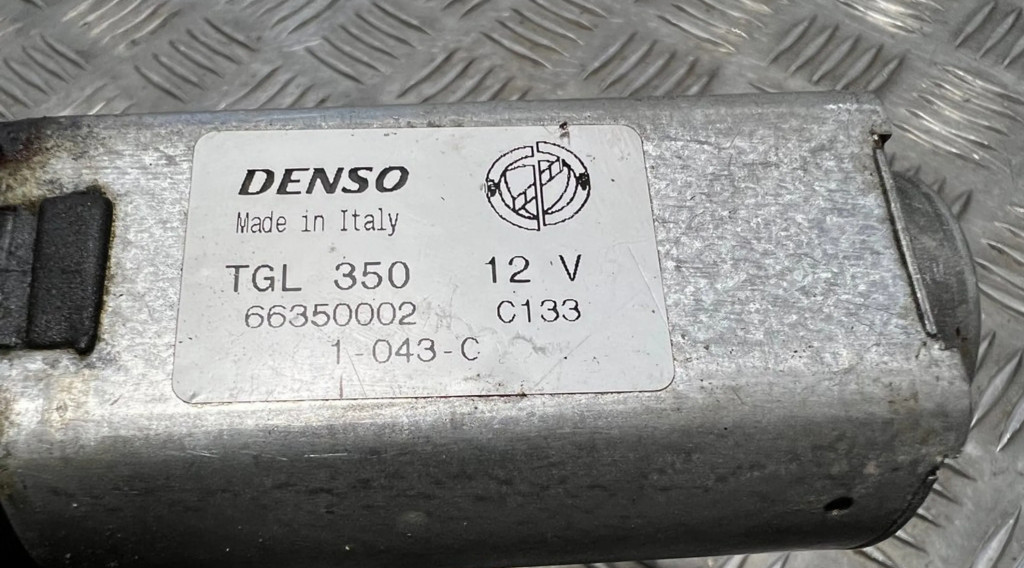 DENSO
Made in Italy
TGL 350 12 V
66350002 C133
1-043-C